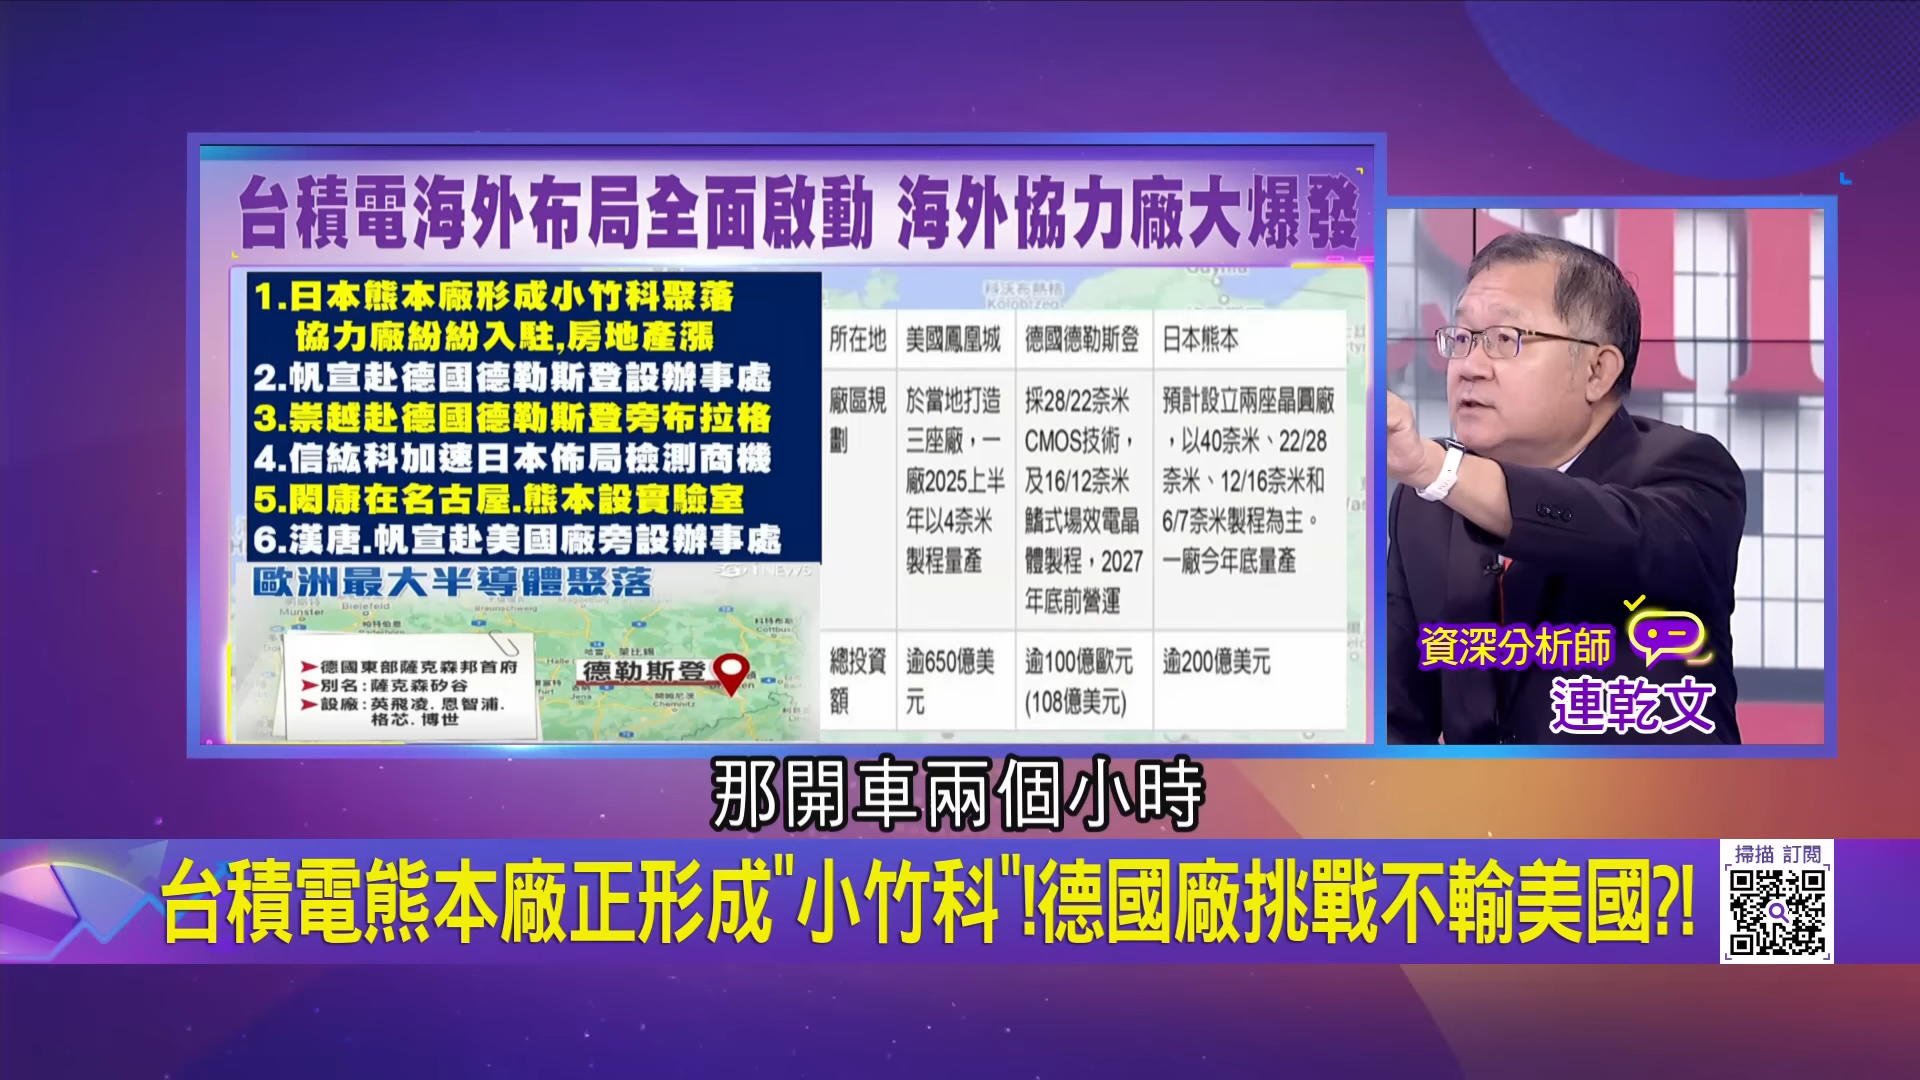 台積電海外布局全面啟動 海外協力廠大爆發
1.日本熊本廠形成小竹科聚落
協力廠紛紛入駐,房地產漲
2.帆宣赴德國德勒斯登設辦事處
3.崇越赴德國德勒斯登旁布拉格
4.信紘科加速日本佈局檢測商機
5.閎康在名古屋.熊本設實驗室
6.漢唐.帆宣赴美國廠旁設辦事處
歐洲最大半導體聚落
德國東部薩克森邦首府
別名:薩克森矽谷
設廠:英飛凌.恩智浦.
格芯.博世
Bielefeld
Braunschweig
萊比錫
Halle
德勒斯登
Jena
Chemnitz
Cottbus
科沃布熱格
Kołobrzeg
Gdynia
所在地 美國鳳凰城 德國德勒斯登 日本熊本
廠區規
劃
於當地打造
三座廠，一
廠2025上半
年以4奈米
製程量產
採28/22奈米
CMOS技術，
及16/12奈米
鰭式場效電晶
體製程，2027
年底前營運
預計設立兩座晶圓廠
，以40奈米、22/28
奈米、12/16奈米和
6/7奈米製程為主。
一廠今年底量產
總投資
額
逾650億美
元
逾100億歐元
(108億美元)
逾200億美元
資深分析師
連乾文
那開車兩個小時
台積電熊本廠正形成"小竹科"!德國廠挑戰不輸美國?!
掃描 訂閱